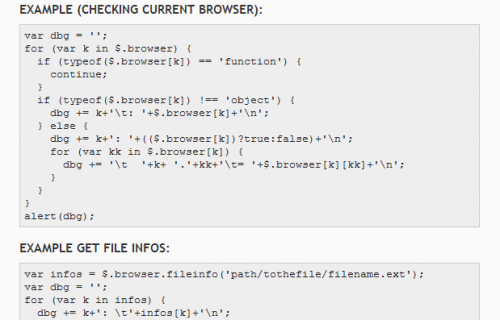 EXAMPLE (CHECKING CURRENT BROWSER):
var dbg = '';
for (var k in $.browser) {
  if (typeof($.browser[k]) == 'function') {
    continue;
  }
  if (typeof($.browser[k]) !== 'object') {
    dbg += k+'\t: '+$.browser[k]+'\n';
  } else {
    dbg += k+': '+(($.browser[k])?true:false)+'\n';
    for (var kk in $.browser[k]) {
      dbg += '\t  '+k+ '.'+kk+'\t= '+$.browser[k][kk]+'\n';
    }
  }
}
alert(dbg);
EXAMPLE GET FILE INFOS:
var infos = $.browser.fileinfo('path/tothefile/filename.ext');
var dbg = '';
for (var k in infos) {
  dbg += k+': \t'+infos[k]+'\n';